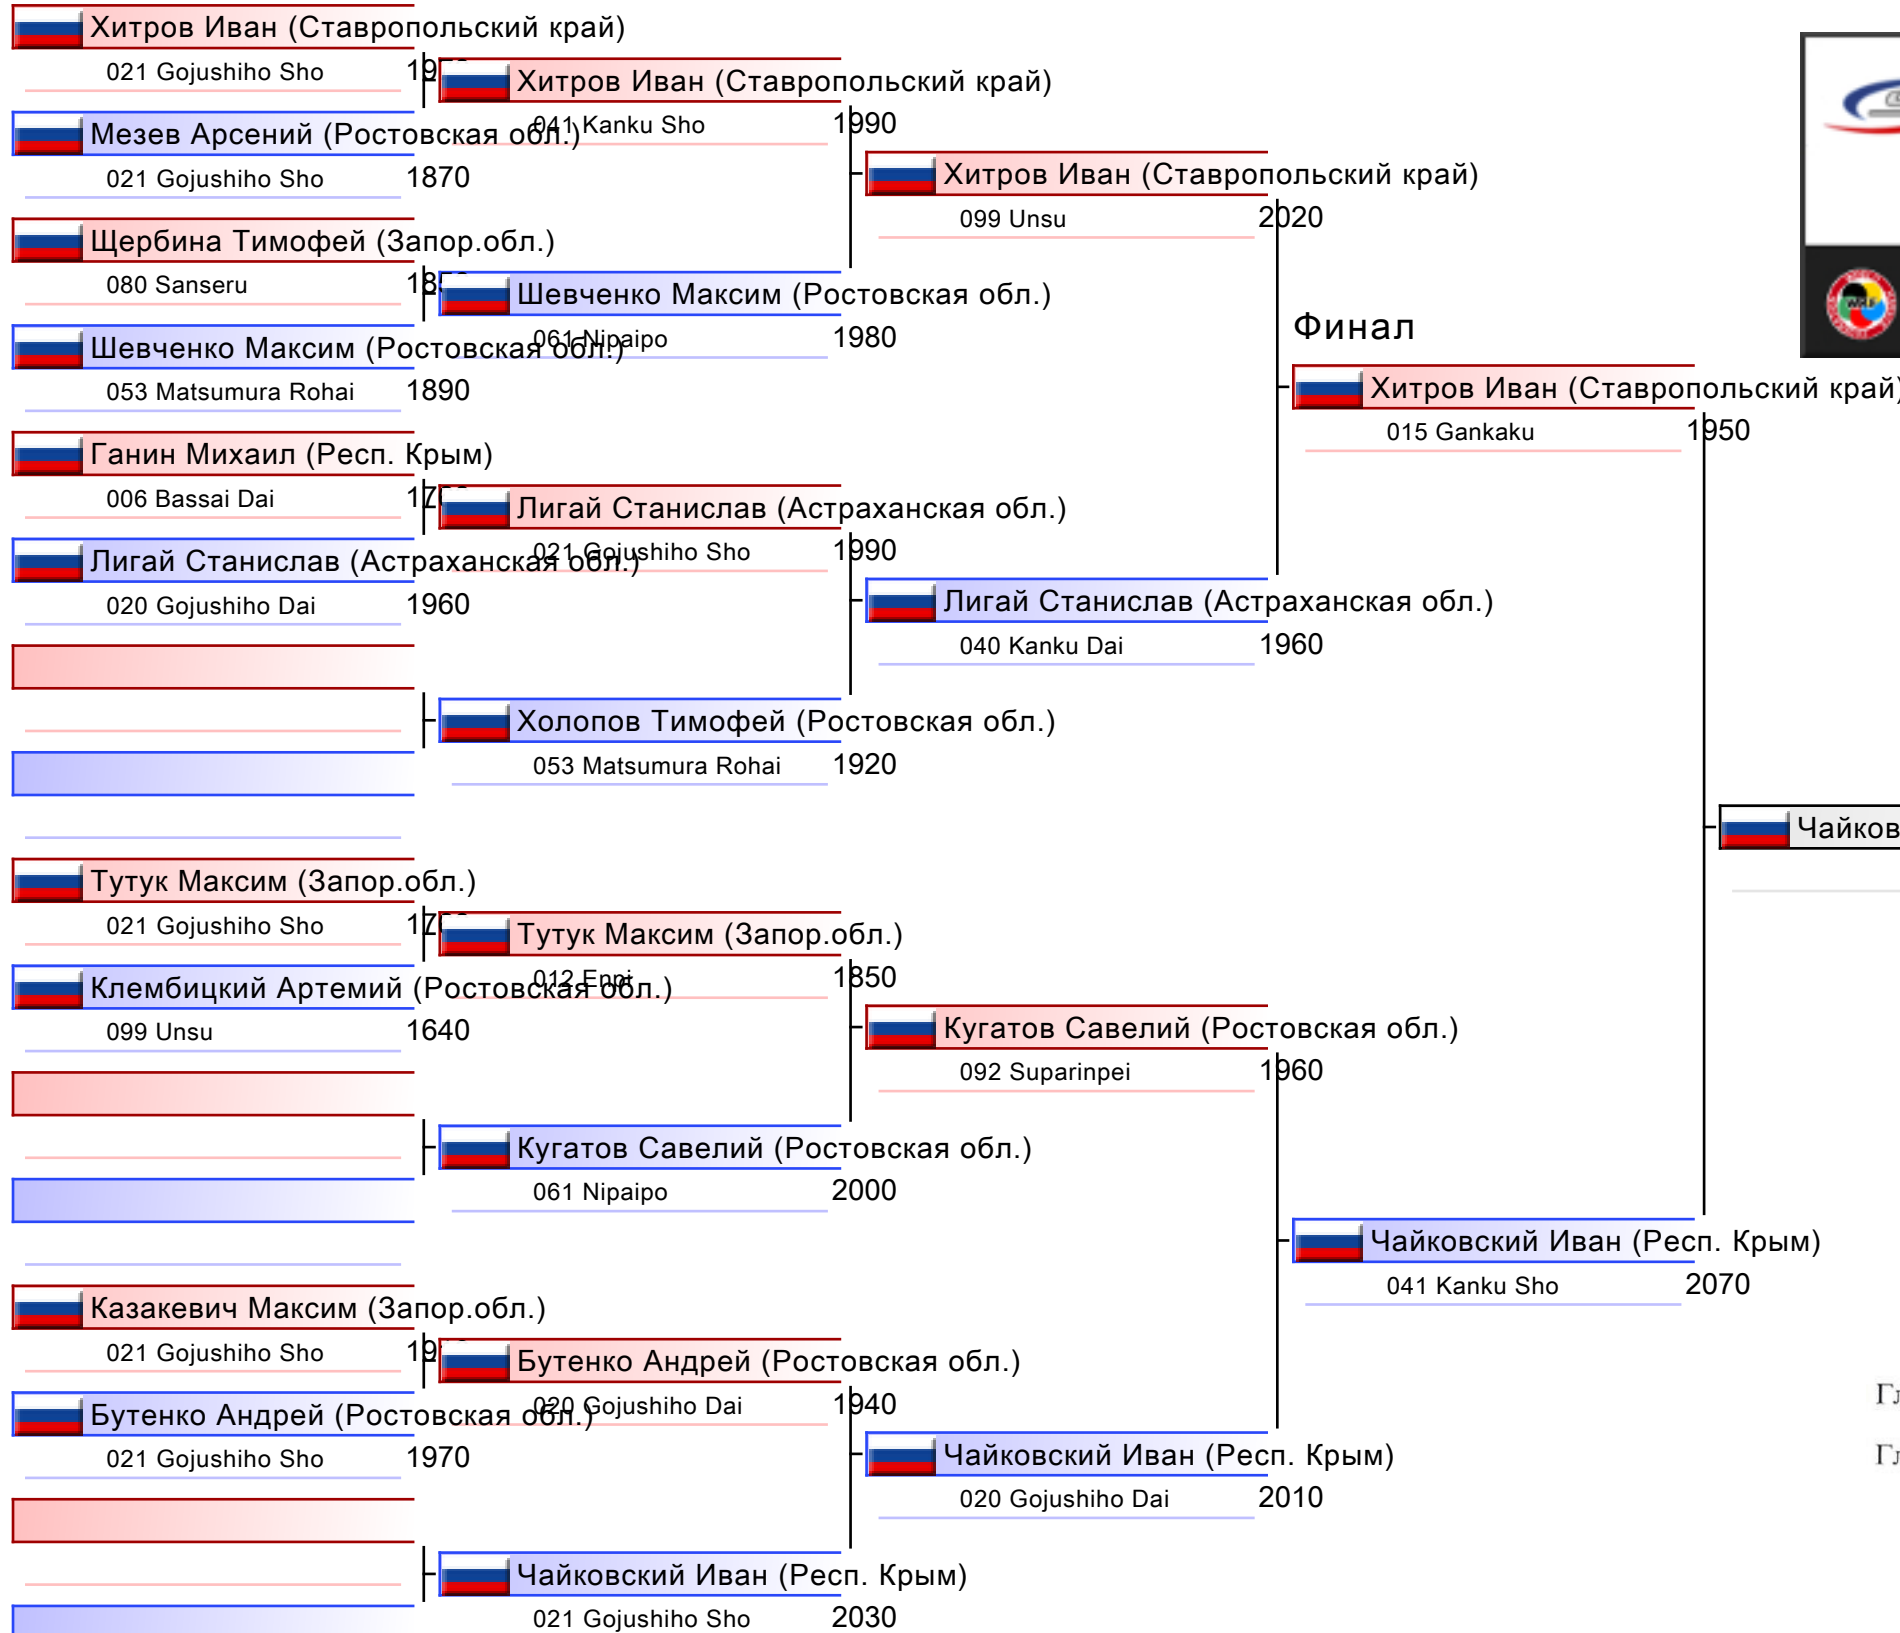 Хитров Иван (Ставропольский край)
021 Gojushiho Sho
Мезев Арсений (Ростовская обл.)
021 Gojushiho Sho 1870
Щербина Тимофей (Запор.обл.)
080 Sanseru
Шевченко Максим (Ростовская обл.)
053 Matsumura Rohai 1890
Ганин Михаил (Респ. Крым)
006 Bassai Dai
Лигай Станислав (Астраханская обл.)
020 Gojushiho Dai 1960
Тутук Максим (Запор.обл.)
021 Gojushiho Sho
Клембицкий Артемий (Ростовская обл.)
099 Unsu 1640
Казакевич Максим (Запор.обл.)
021 Gojushiho Sho
Бутенко Андрей (Ростовская обл.)
021 Gojushiho Sho 1970
Хитров Иван (Ставропольский край)
041 Kanku Sho 1990
Шевченко Максим (Ростовская обл.)
061 Nipaipo 1980
Лигай Станислав (Астраханская обл.)
021 Gojushiho Sho 1990
Холопов Тимофей (Ростовская обл.)
053 Matsumura Rohai 1920
Тутук Максим (Запор.обл.)
012 Enpi 1850
Кугатов Савелий (Ростовская обл.)
061 Nipaipo 2000
Бутенко Андрей (Ростовская обл.)
020 Gojushiho Dai 1940
Чайковский Иван (Респ. Крым)
021 Gojushiho Sho 2030
Хитров Иван (Ставропольский край)
099 Unsu 2020
Лигай Станислав (Астраханская обл.)
040 Kanku Dai 1960
Кугатов Савелий (Ростовская обл.)
092 Suparinpei 1960
Чайковский Иван (Респ. Крым)
020 Gojushiho Dai 2010
Финал
Хитров Иван (Ставропольский край)
015 Gankaku 1950
Чайковский Иван (Респ. Крым)
041 Kanku Sho 2070
Чайков